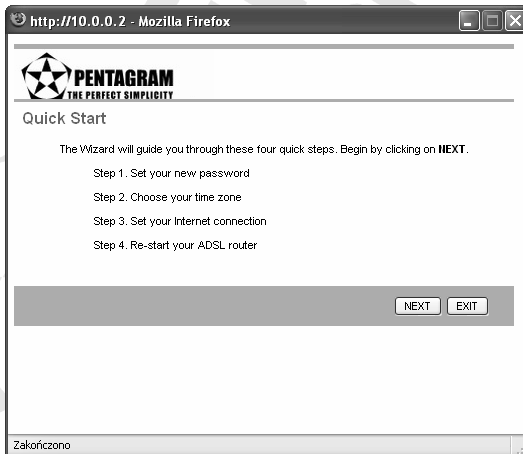 http://10.0.0.2 - Mozilla Firefox
PENTAGRAM
THE PERFECT SIMPLICITY
Quick Start
The Wizard will guide you through these four quick steps. Begin by clicking on NEXT.
Step 1. Set your new password
Step 2. Choose your time zone
Step 3. Set your Internet connection
Step 4. Re-start your ADSL router
NEXT EXIT
Zakończono